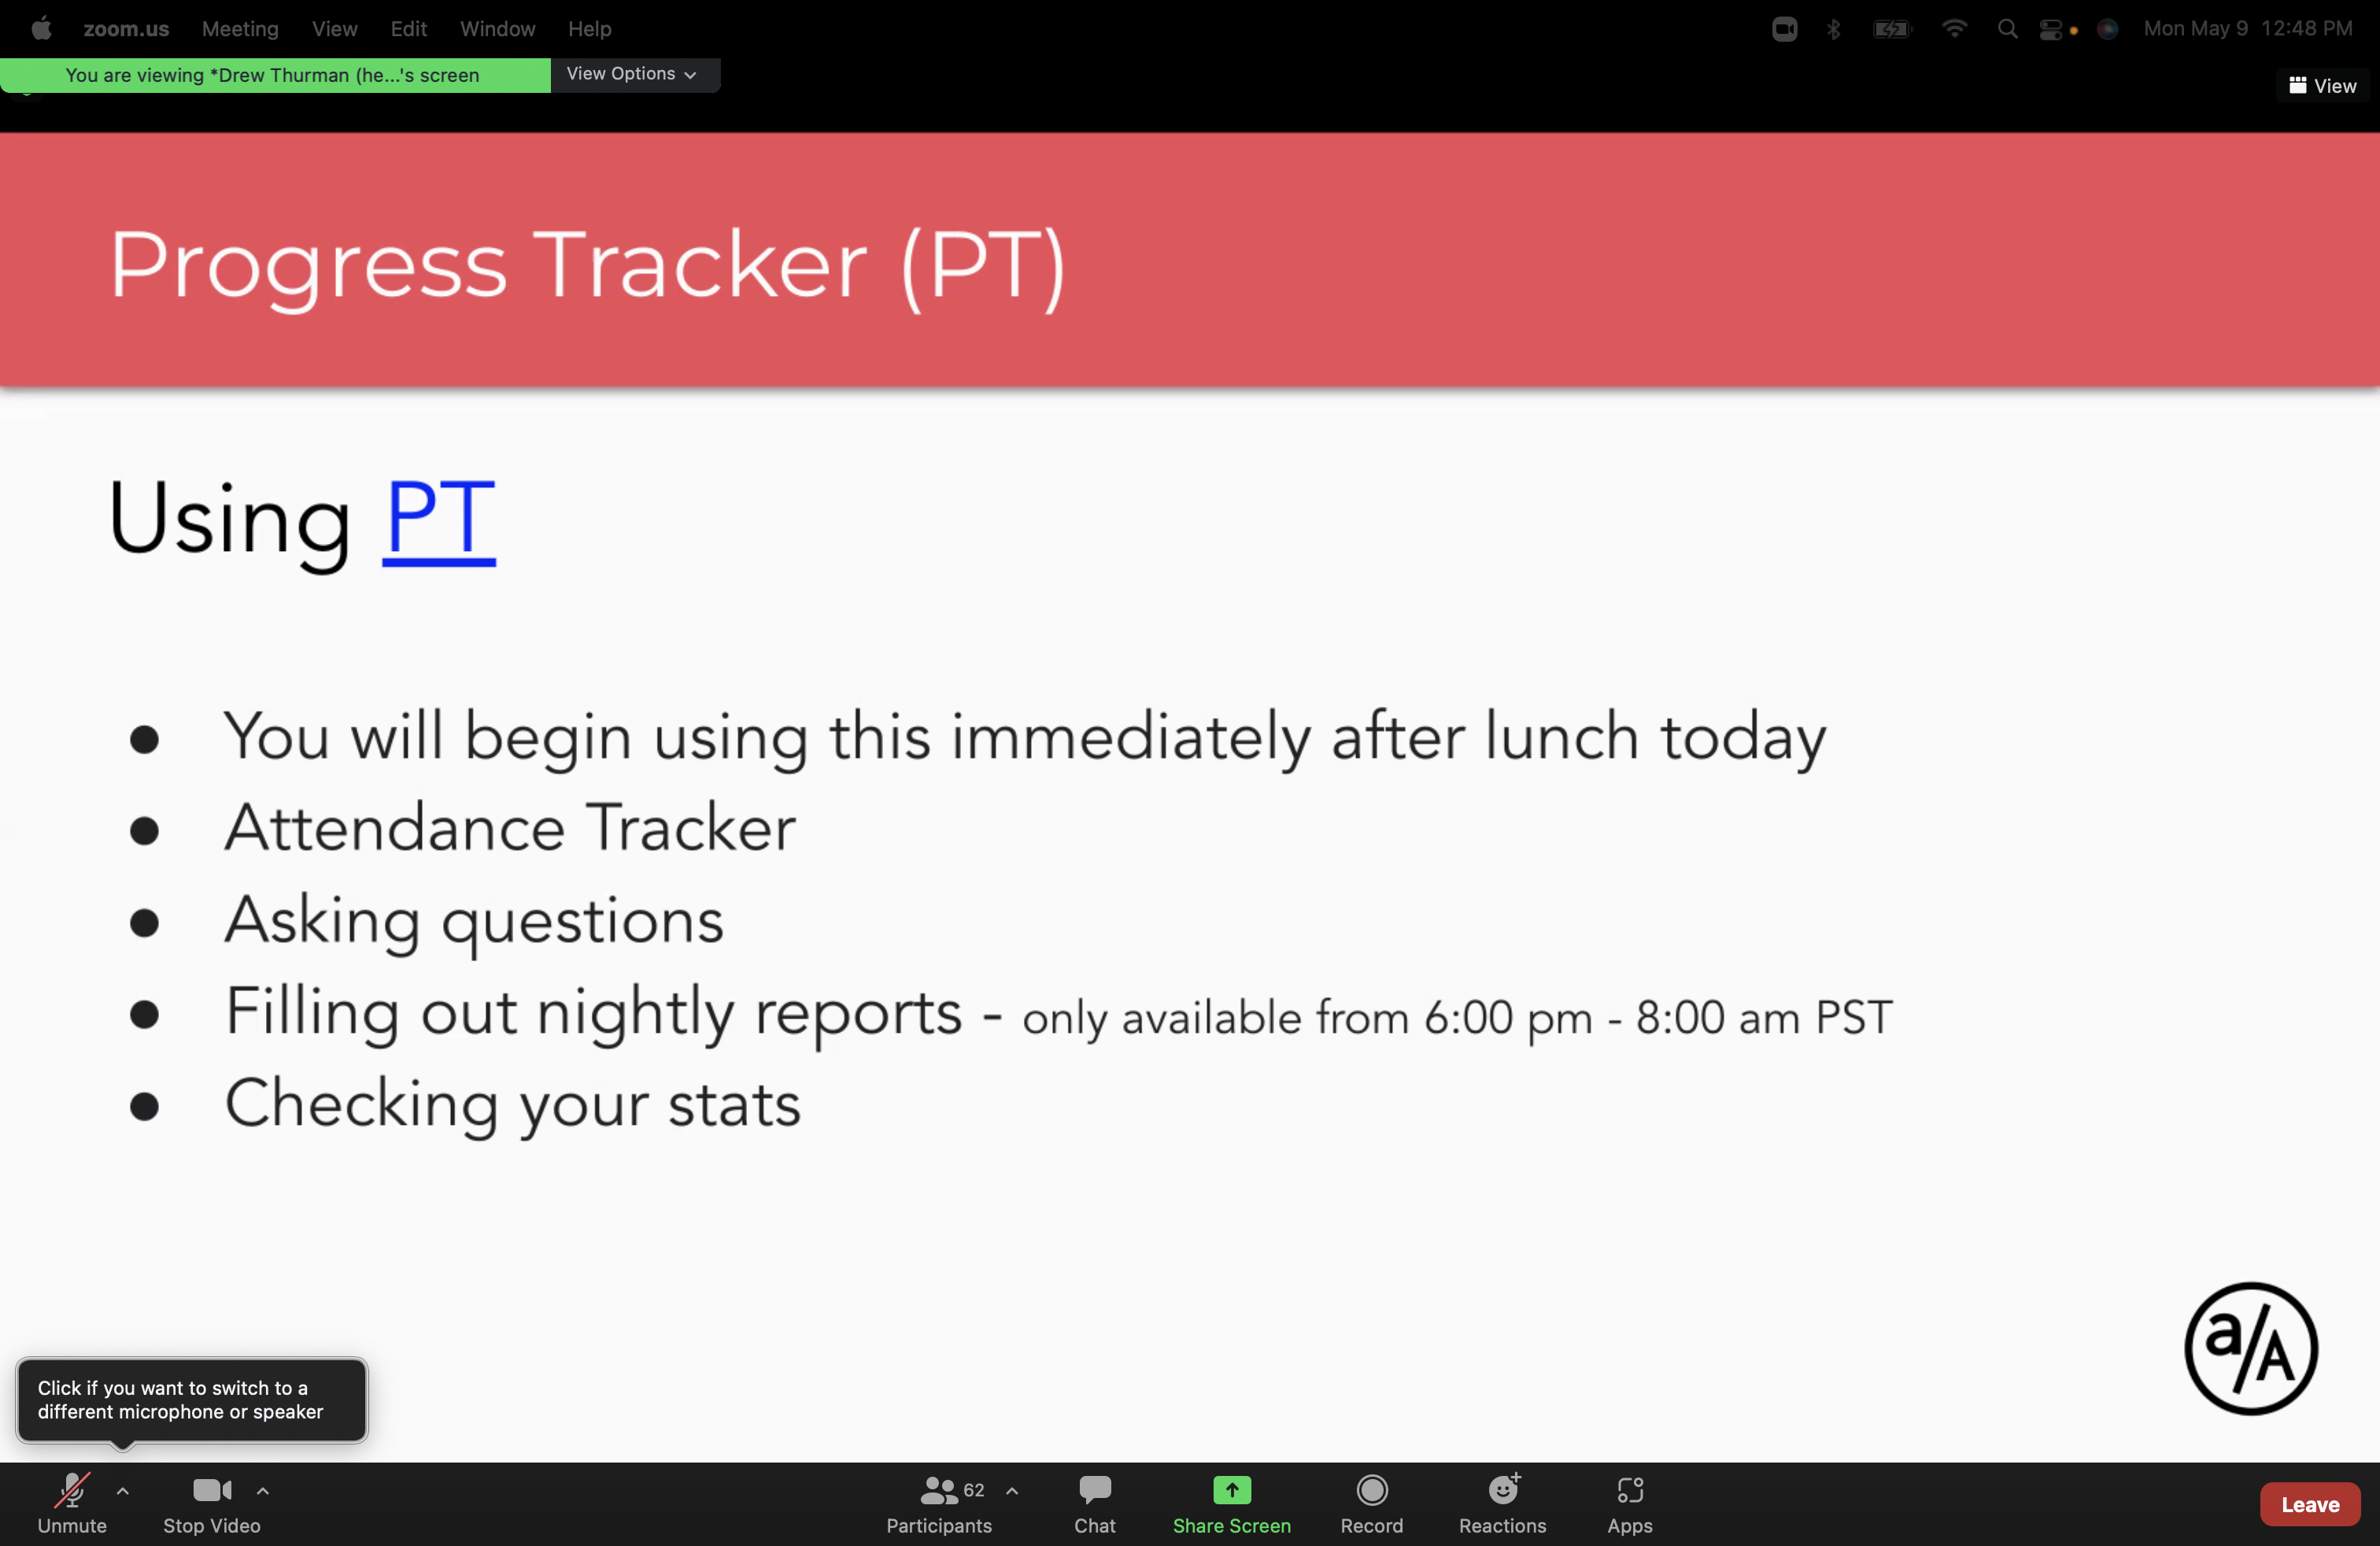 zoom.us Meeting View Edit Window Help Mon May 9 12:48 PM
You are viewing *Drew Thurman (he...'s screen View Options
View
Progress Tracker (PT)
Using PT
● You will begin using this immediately after lunch today
● Attendance Tracker
● Asking questions
● Filling out nightly reports - only available from 6:00 pm - 8:00 am PST
● Checking your stats
a/A
Click if you want to switch to a
different microphone or speaker
62
Unmute Stop Video Participants Chat Share Screen Record Reactions Apps Leave